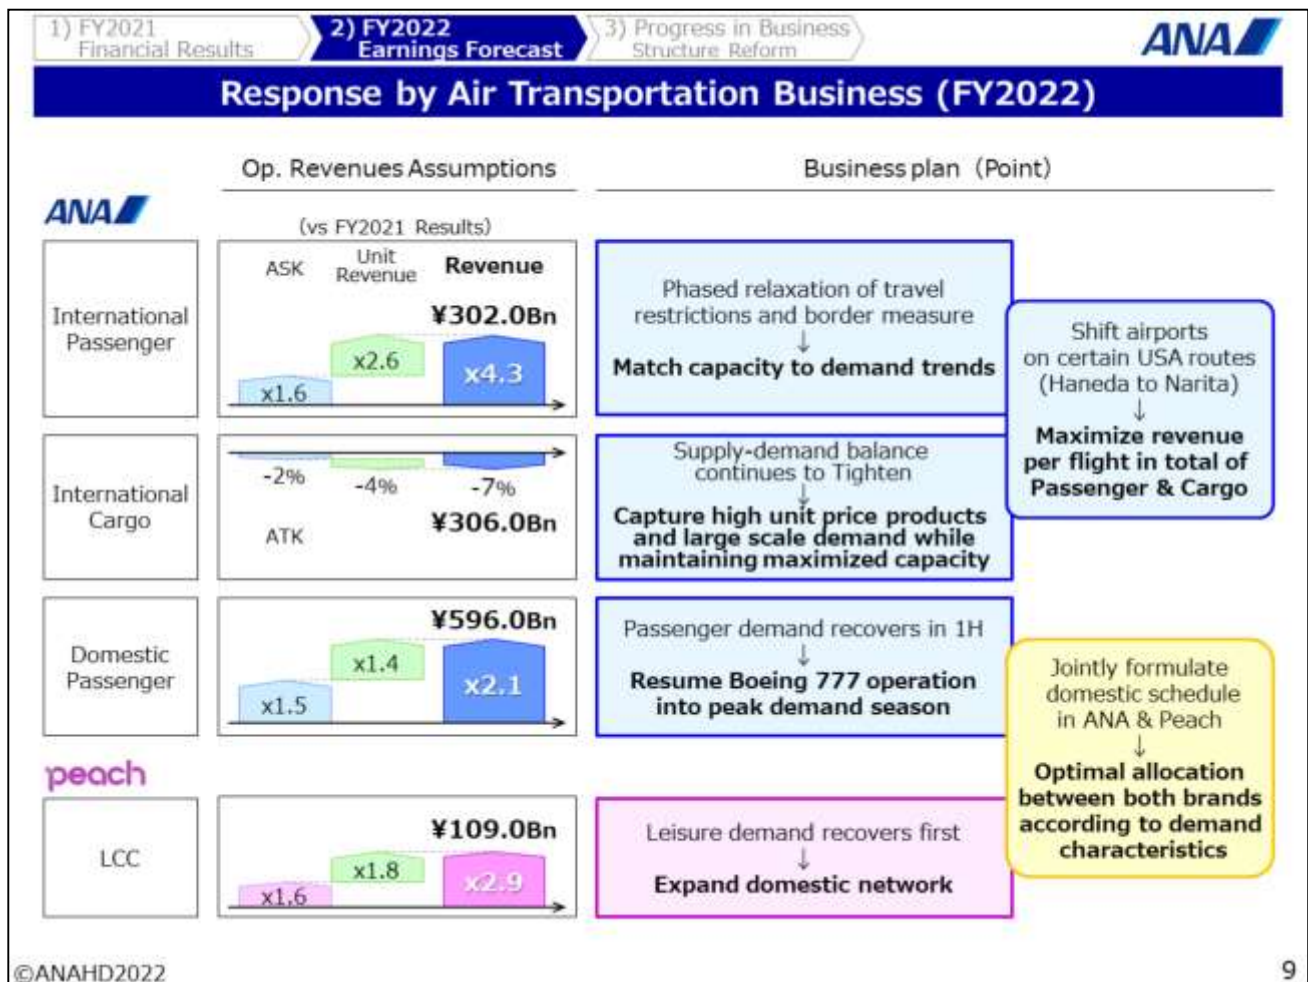 1) FY2021
Financial Results
2) FY2022
Earnings Forecast
3) Progress in Business
Structure Reform
ANA
Response by Air Transportation Business (FY2022)
Op. Revenues Assumptions
Business plan (Point)
ANA
(vs FY2021 Results)
International
Passenger
ASK
Unit
Revenue
Revenue
¥302.0Bn
x1.6
x2.6
x4.3
Phased relaxation of travel
restrictions and border measure
↓
Match capacity to demand trends
Shift airports
on certain USA routes
(Haneda to Narita)
↓
Maximize revenue
per flight in total of
Passenger & Cargo
International
Cargo
-2%
-4%
-7%
ATK
¥306.0Bn
Supply-demand balance
continues to Tighten
↓
Capture high unit price products
and large scale demand while
maintaining maximized capacity
Domestic
Passenger
¥596.0Bn
x1.5
x1.4
x2.1
Passenger demand recovers in 1H
↓
Resume Boeing 777 operation
into peak demand season
Jointly formulate
domestic schedule
in ANA & Peach
↓
Optimal allocation
between both brands
according to demand
characteristics
peach
LCC
¥109.0Bn
x1.6
x1.8
x2.9
Leisure demand recovers first
↓
Expand domestic network
©ANAHD2022
9